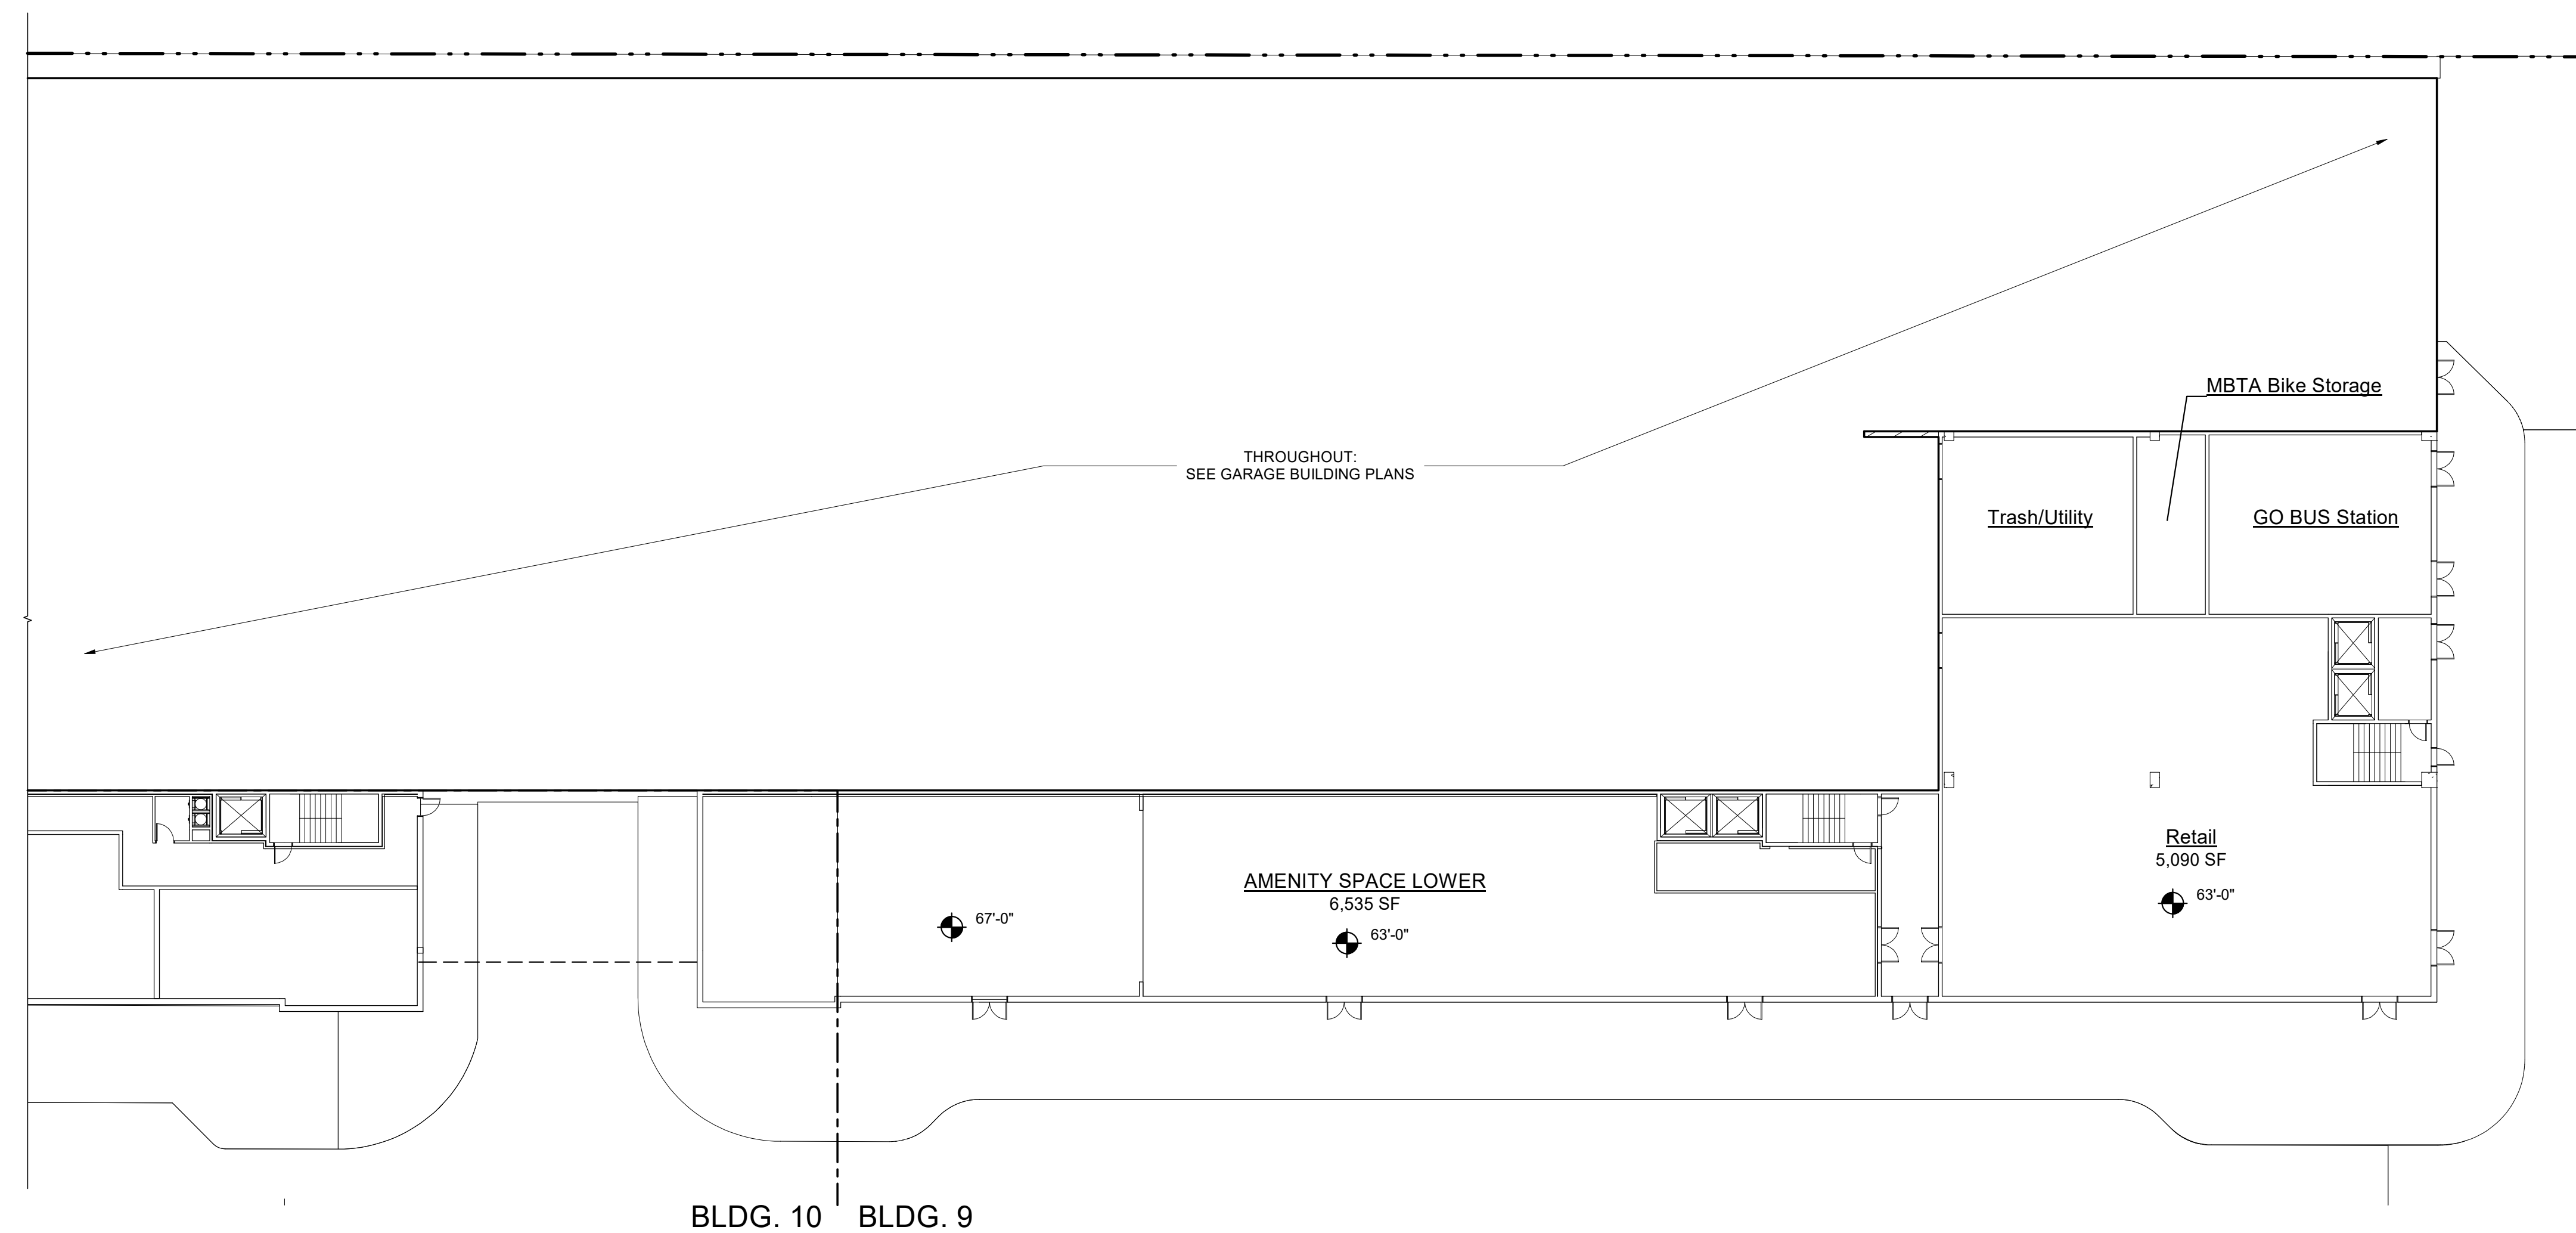 MBTA Bike Storage
THROUGHOUT:
SEE GARAGE BUILDING PLANS
Trash/Utility
GO BUS Station
Retail
5,090 SF
63'-0"
AMENITY SPACE LOWER
6,535 SF
67'-0"
63'-0"
BLDG. 10
BLDG. 9